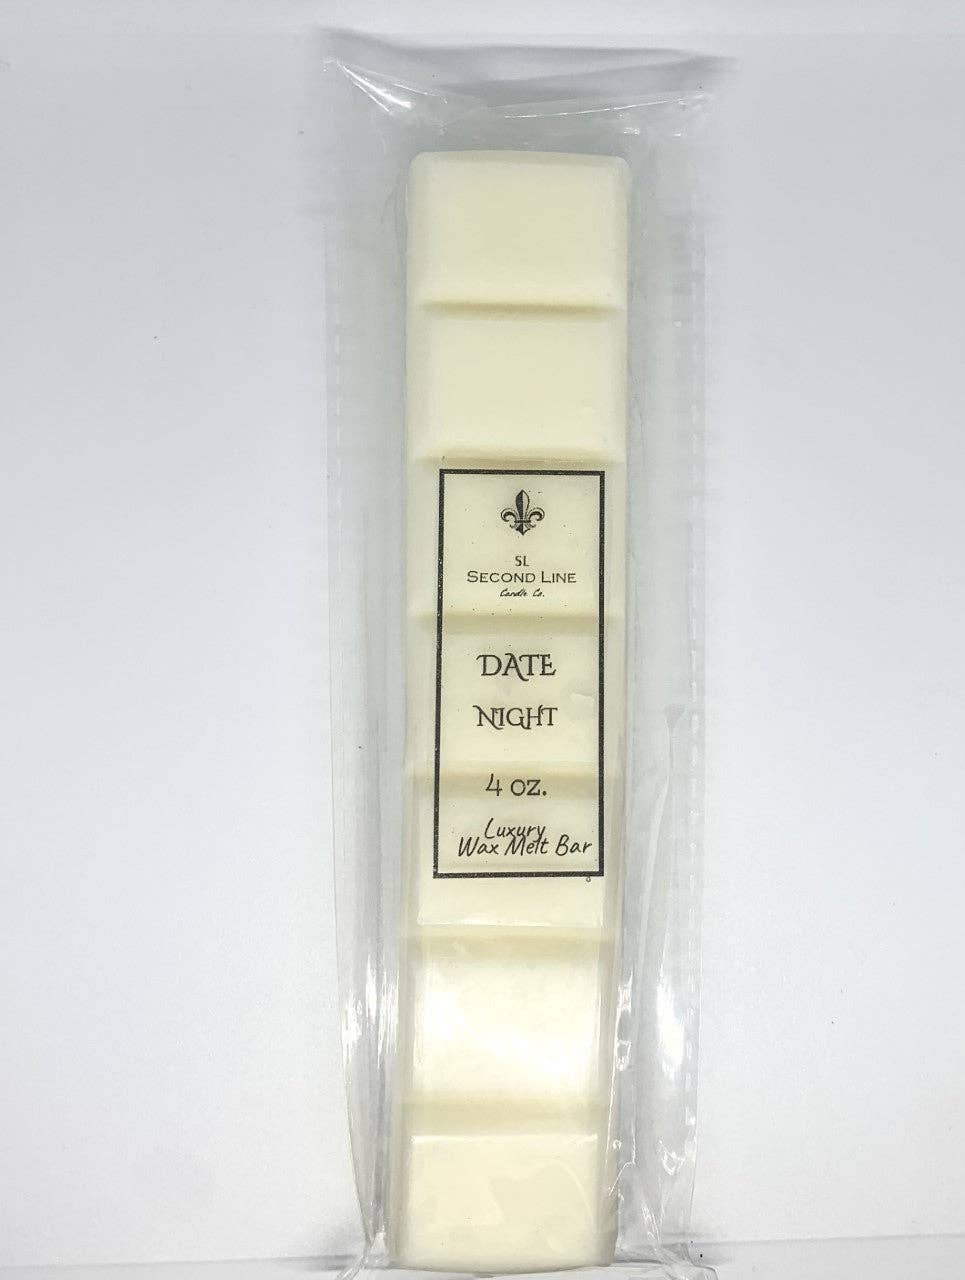 SL
SECOND LINE
Candle Co.
DATE
NIGHT
4 oz.
Luxury
Wax Melt Bar